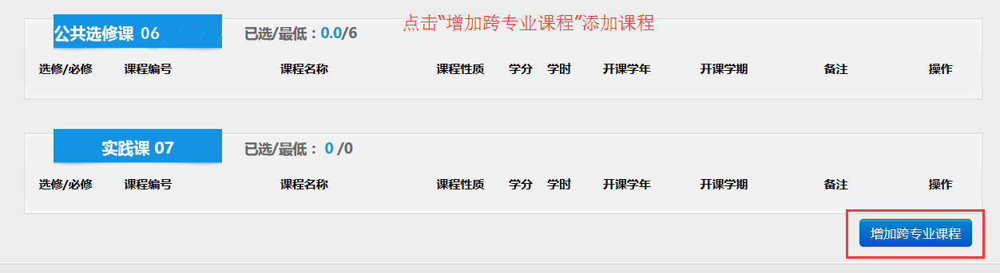 点击“增加跨专业课程”添加课程
公共选修课 06 已选/最低：0.0/6
选修/必修 课程编号 课程名称 课程性质 学分 学时 开课学年 开课学期 备注 操作
实践课 07 已选/最低： 0 /0
选修/必修 课程编号 课程名称 课程性质 学分 学时 开课学年 开课学期 备注 操作
增加跨专业课程